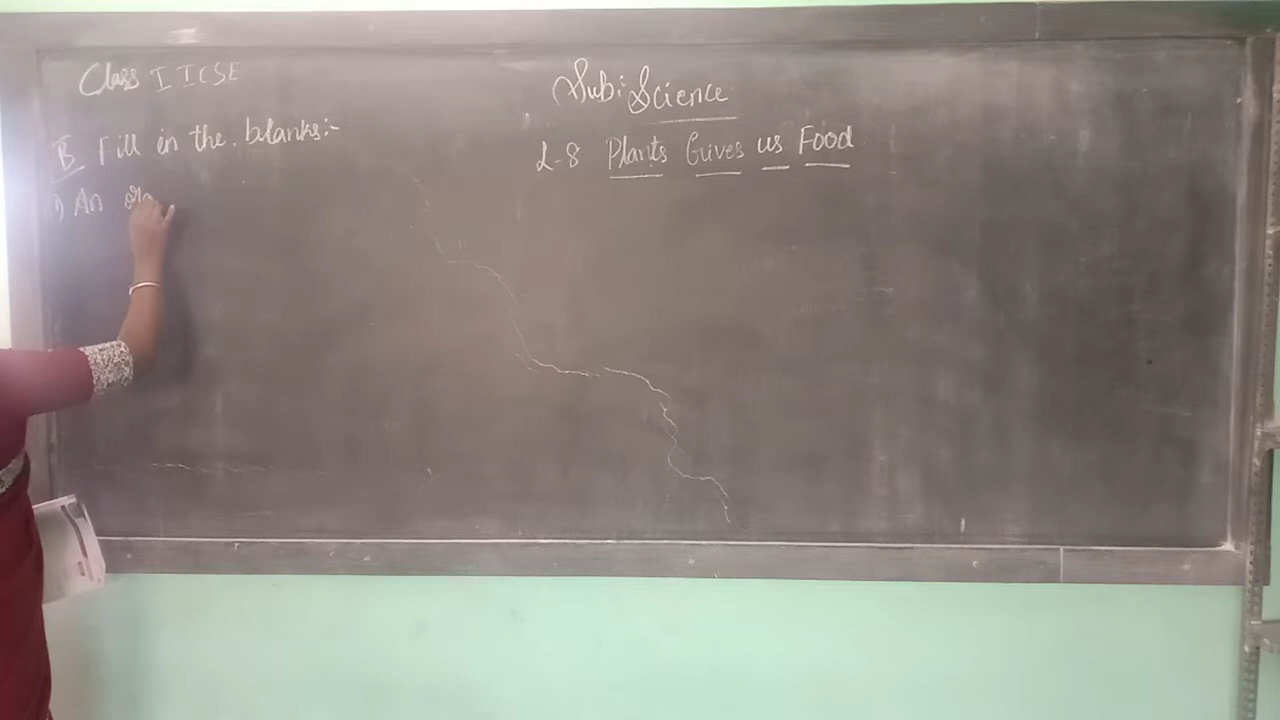 Class I ICSE
Sub: Science
L-8 Plants Gives us Food
B Fill in the blanks:-
1) An